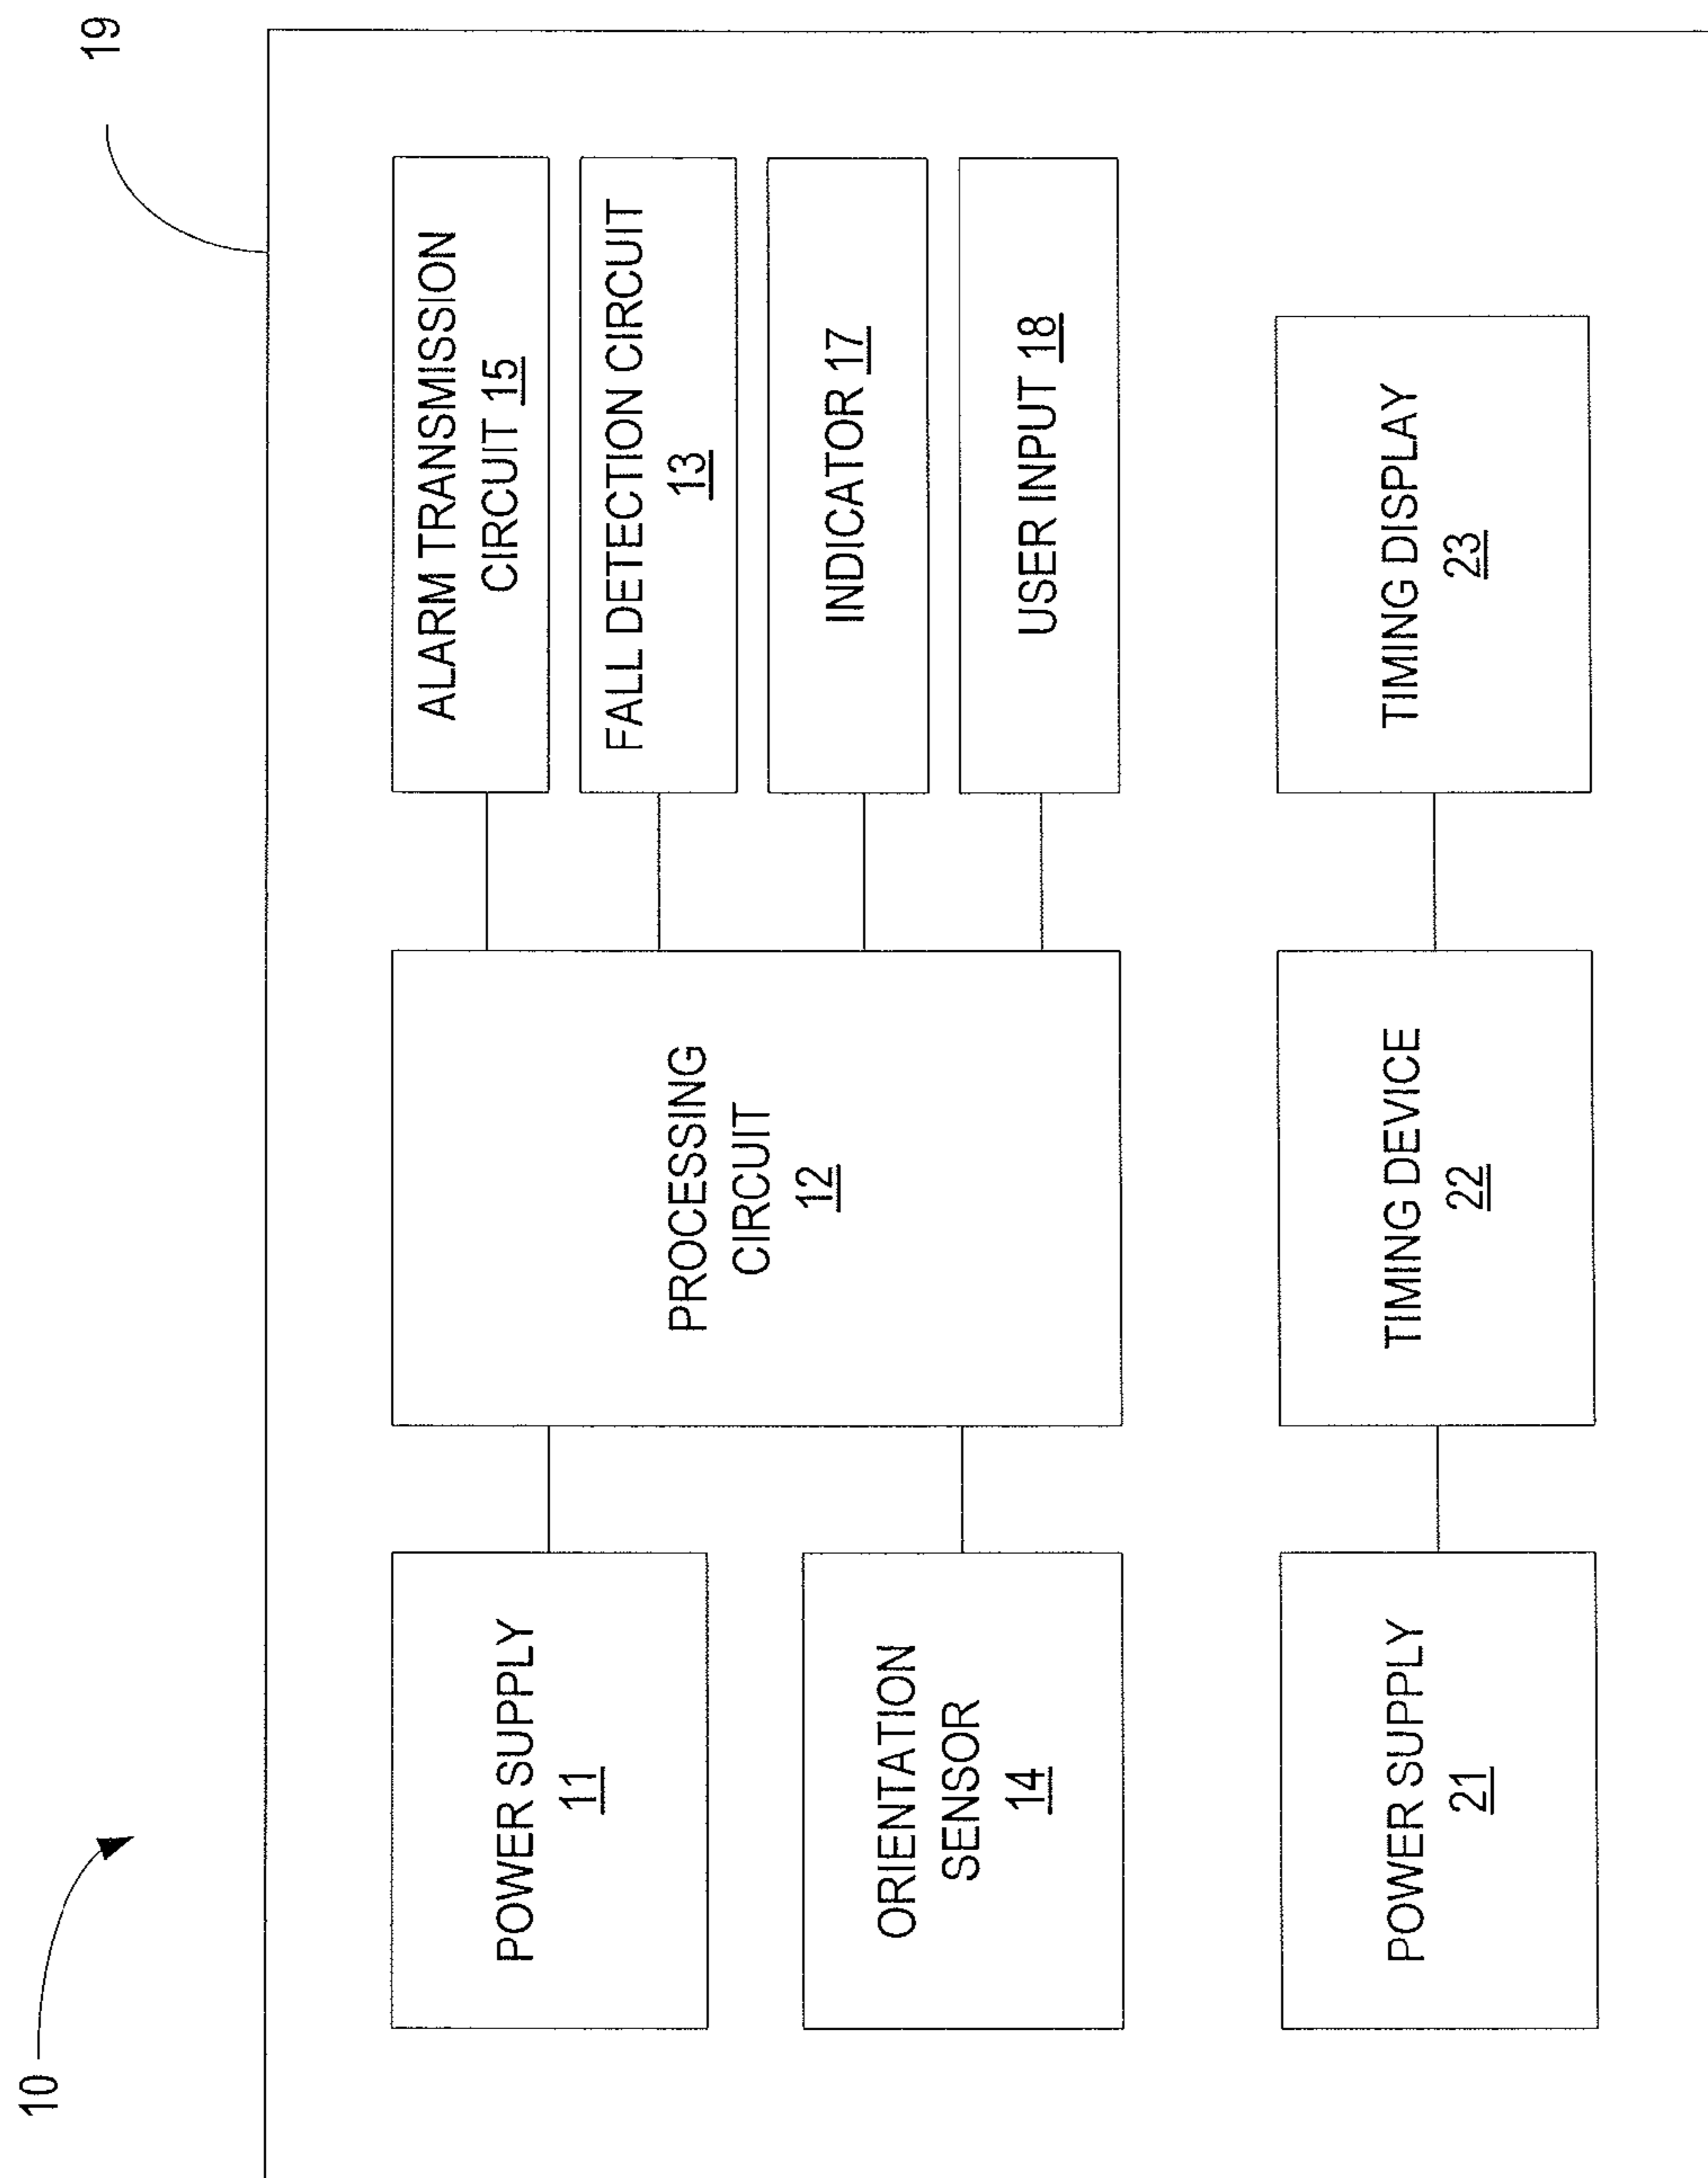 10
19
POWER SUPPLY
11
PROCESSING
CIRCUIT
12
ALARM TRANSMISSION
CIRCUIT 15
FALL DETECTION CIRCUIT
13
ORIENTATION
SENSOR
14
INDICATOR 17
USER INPUT 18
POWER SUPPLY
21
TIMING DEVICE
22
TIMING DISPLAY
23